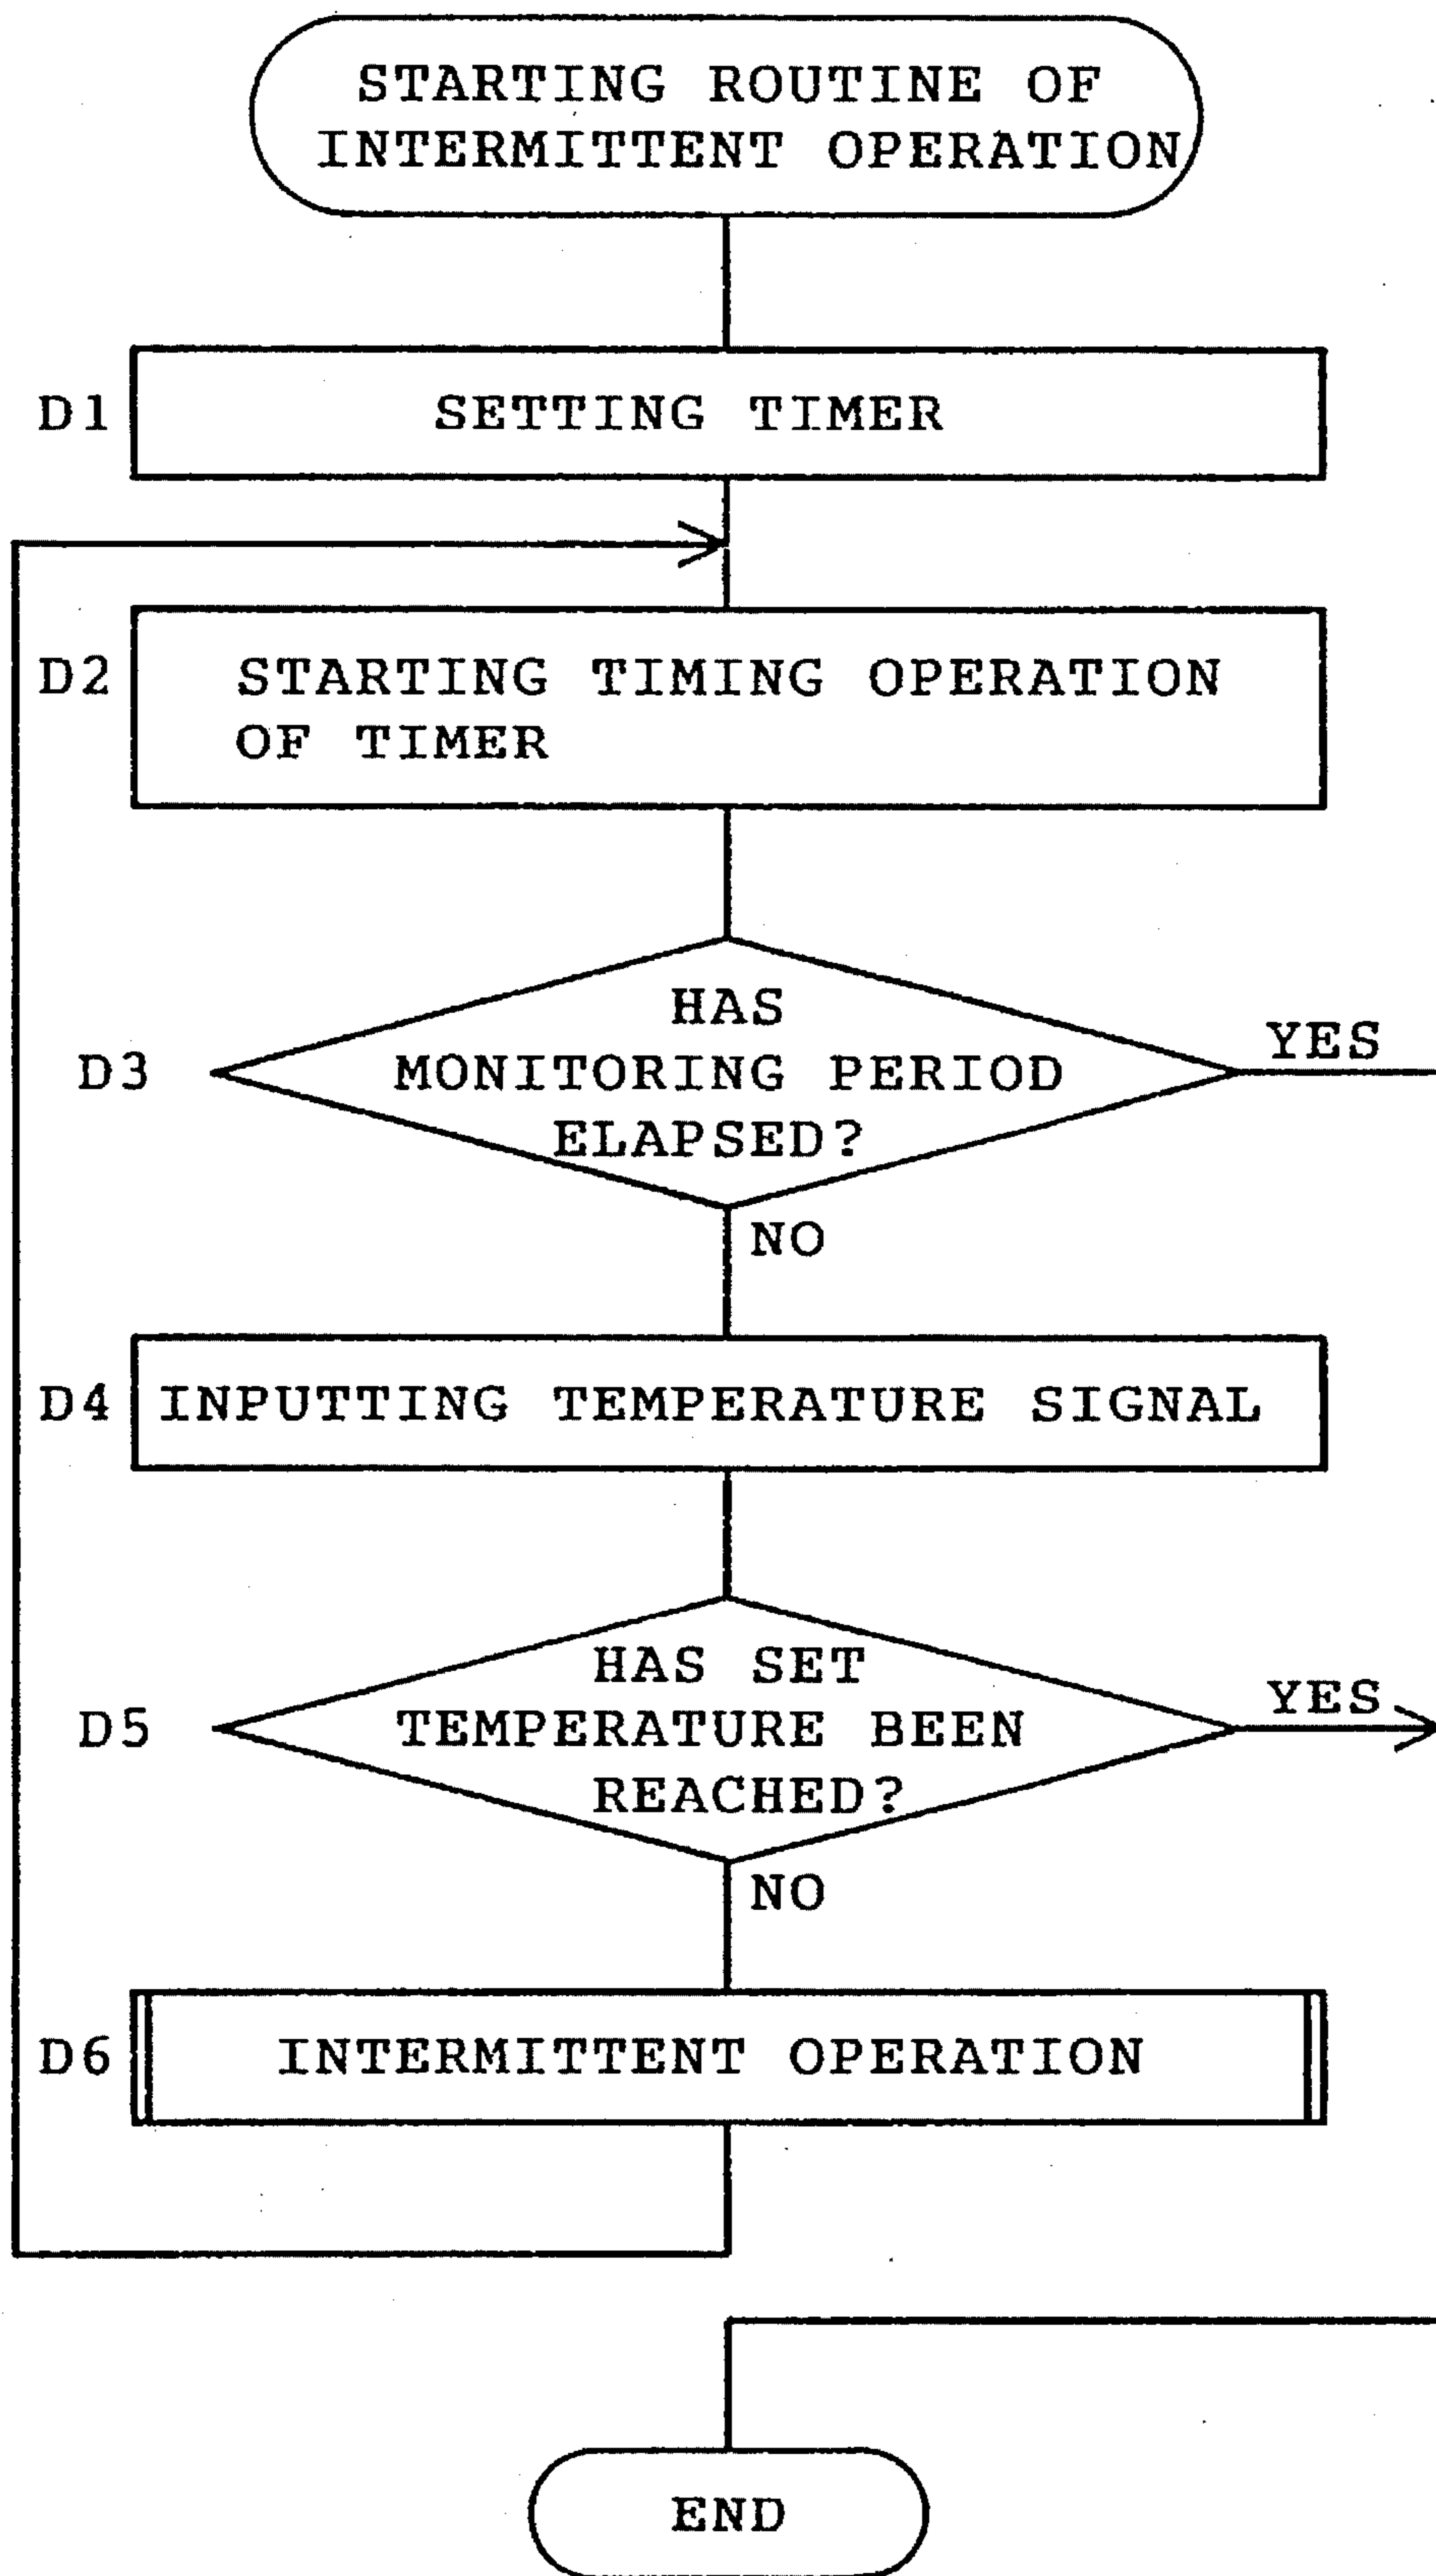 STARTING ROUTINE OF
INTERMITTENT OPERATION
D1
SETTING TIMER
D2
STARTING TIMING OPERATION
OF TIMER
D3
HAS
MONITORING PERIOD
ELAPSED?
YES
NO
D4
INPUTTING TEMPERATURE SIGNAL
D5
HAS SET
TEMPERATURE BEEN
REACHED?
YES
NO
D6
INTERMITTENT OPERATION
END